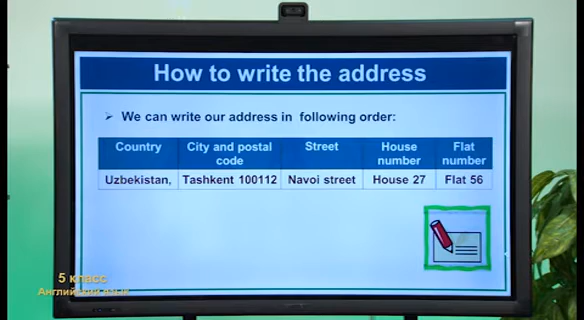 How to write the address
➢ We can write our address in following order:
Country City and postal code Street House number Flat number
Uzbekistan, Tashkent 100112 Navoi street House 27 Flat 56
5 класс
Английский язык